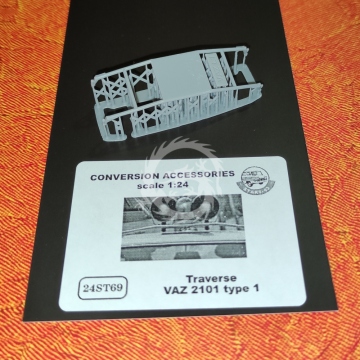 CONVERSION ACCESSORIES
scale 1:24
24ST69
Traverse
VAZ 2101 type 1